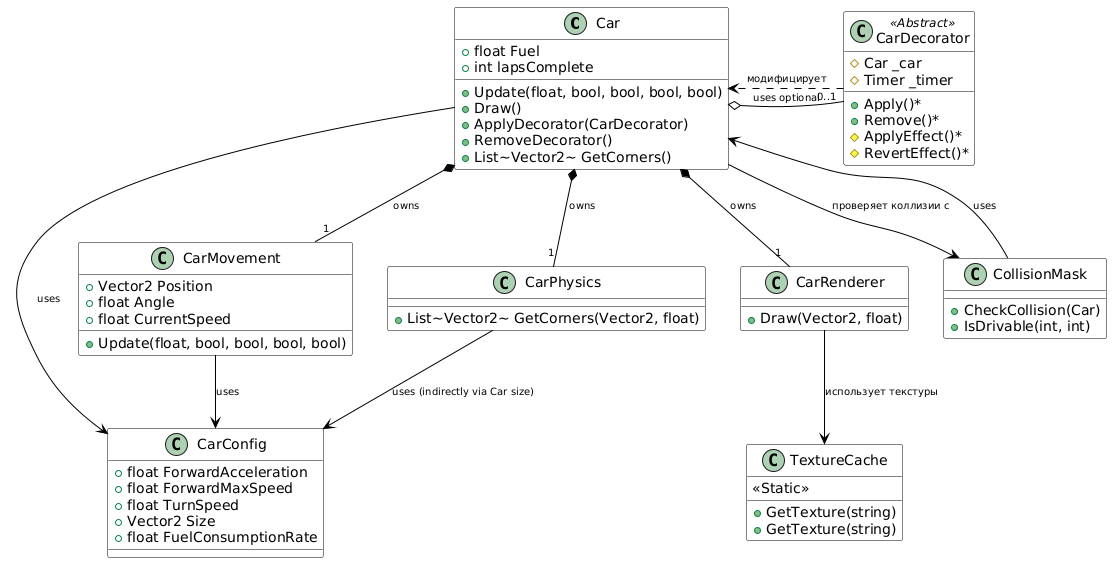 C Car
float Fuel
int lapsComplete
Update(float, bool, bool, bool, bool)
Draw()
ApplyDecorator(CarDecorator)
RemoveDecorator()
List~Vector2~ GetCorners()
C «Abstract»
CarDecorator
Car _car
Timer _timer
Apply()*
Remove()*
ApplyEffect()*
RevertEffect()*
модифицирует
uses optional
0..1
owns
1
owns
1
owns
1
проверяет коллизии с
uses
uses
C CarMovement
Vector2 Position
float Angle
float CurrentSpeed
Update(float, bool, bool, bool, bool)
C CarPhysics
List~Vector2~ GetCorners(Vector2, float)
C CarRenderer
Draw(Vector2, float)
C CollisionMask
CheckCollision(Car)
IsDrivable(int, int)
uses
uses (indirectly via Car size)
использует текстуры
C CarConfig
float ForwardAcceleration
float ForwardMaxSpeed
float TurnSpeed
Vector2 Size
float FuelConsumptionRate
C TextureCache
«Static»
GetTexture(string)
GetTexture(string)